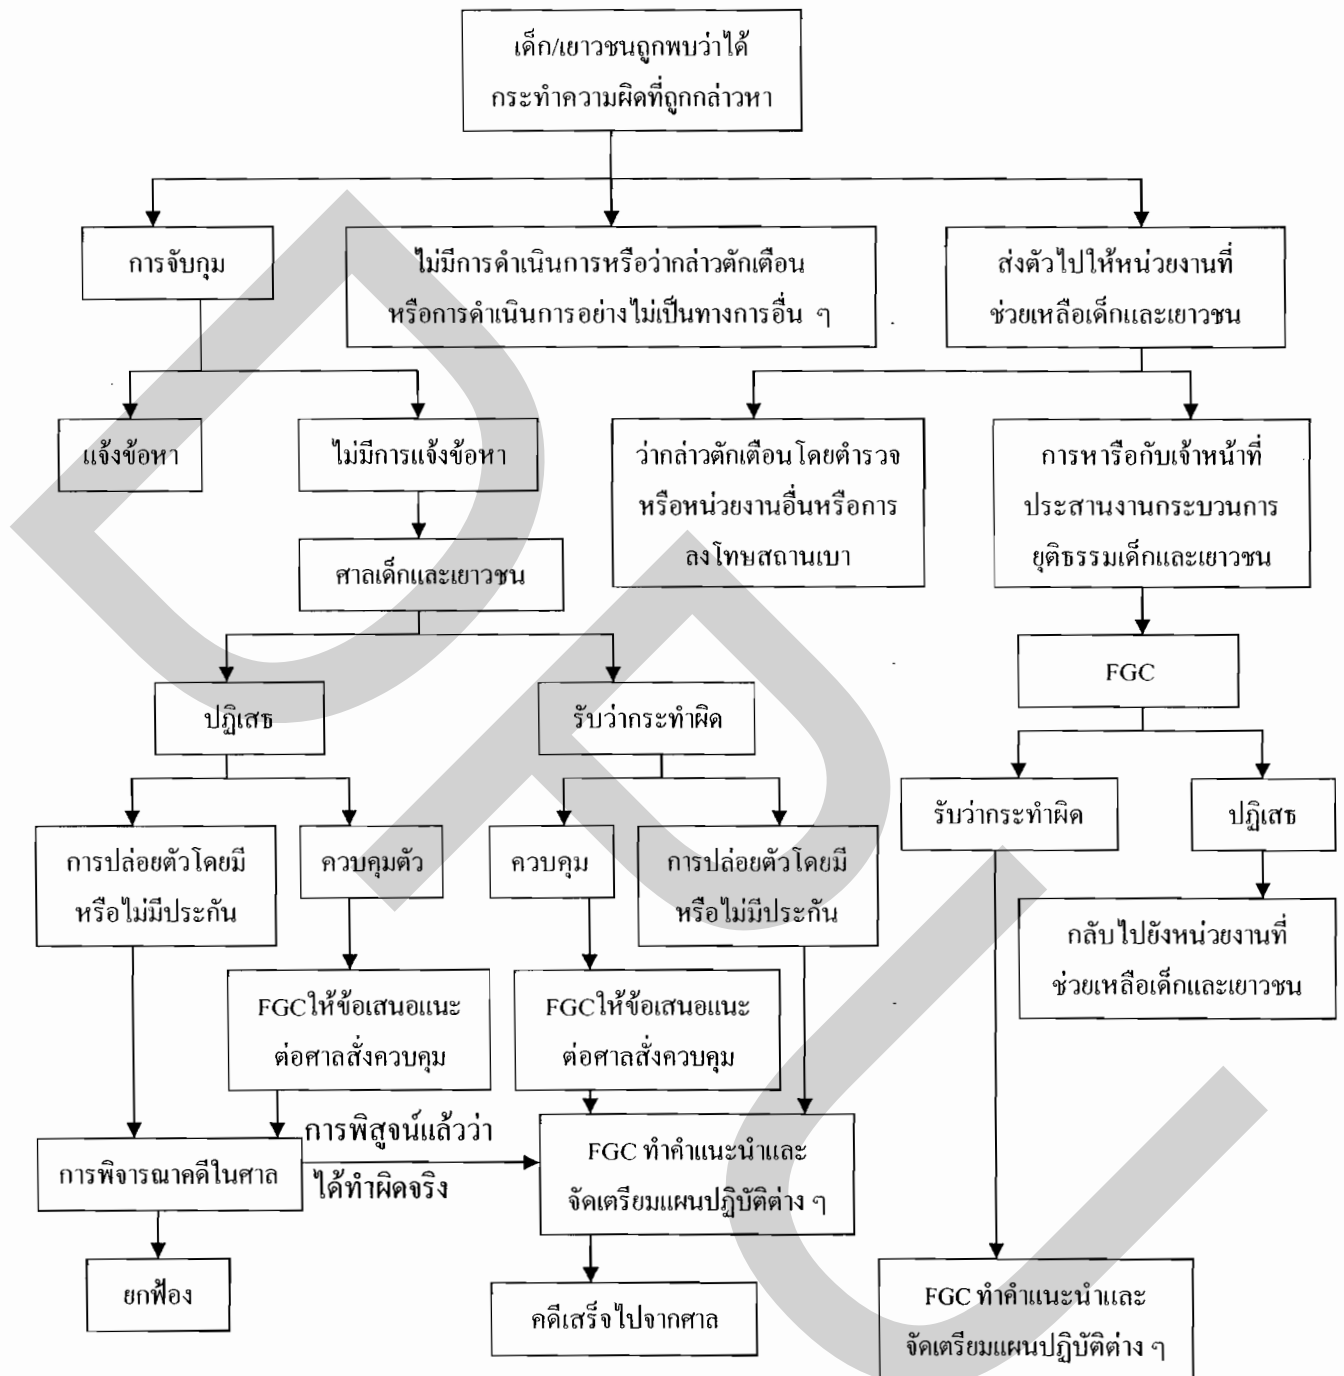 เด็ก/เยาวชนถูกพบว่าได้
กระทำความผิดที่ถูกกล่าวหา
การจับกุม
ไม่มีการดำเนินการหรือว่ากล่าวตักเตือน
หรือการดำเนินการอย่างไม่เป็นทางการอื่น ๆ
ส่งตัวไปให้หน่วยงานที่
ช่วยเหลือเด็กและเยาวชน
แจ้งข้อหา
ไม่มีการแจ้งข้อหา
ว่ากล่าวตักเตือนโดยตำรวจ
หรือหน่วยงานอื่นหรือการ
ลงโทษสถานเบา
การหารือกับเจ้าหน้าที่
ประสานงานกระบวนการ
ยุติธรรมเด็กและเยาวชน
ศาลเด็กและเยาวชน
FGC
ปฏิเสธ
รับว่ากระทำผิด
รับว่ากระทำผิด
ปฏิเสธ
การปล่อยตัวโดยมี
หรือไม่มีประกัน
ควบคุมตัว
ควบคุม
การปล่อยตัวโดยมี
หรือไม่มีประกัน
กลับไปยังหน่วยงานที่
ช่วยเหลือเด็กและเยาวชน
FGCให้ข้อเสนอแนะ
ต่อศาลสั่งควบคุม
FGCให้ข้อเสนอแนะ
ต่อศาลสั่งควบคุม
การพิจารณาคดีในศาล
การพิสูจน์แล้วว่า
ได้ทำผิดจริง
FGC ทำคำแนะนำและ
จัดเตรียมแผนปฏิบัติต่าง ๆ
ยกฟ้อง
คดีเสร็จไปจากศาล
FGC ทำคำแนะนำและ
จัดเตรียมแผนปฏิบัติต่าง ๆ
DPU